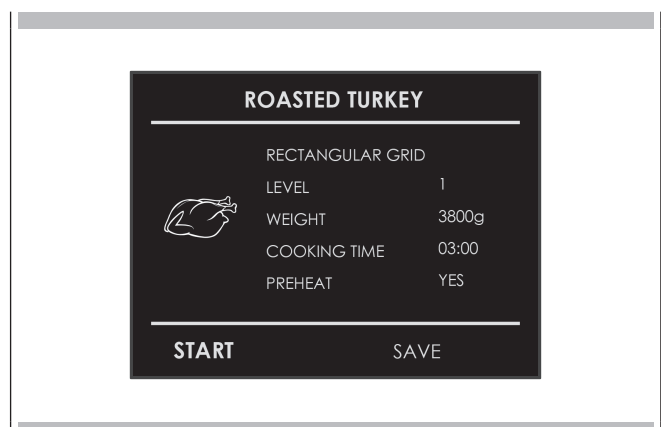 ROASTED TURKEY
RECTANGULAR GRID
LEVEL 1
WEIGHT 3800g
COOKING TIME 03:00
PREHEAT YES
START SAVE